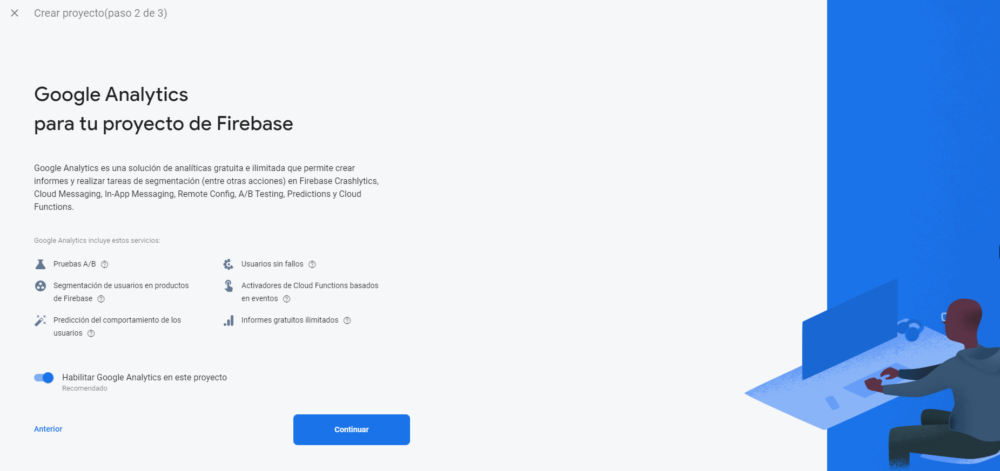 Crear proyecto(paso 2 de 3)
Google Analytics
para tu proyecto de Firebase
Google Analytics es una solución de analíticas gratuita e ilimitada que permite crear
informes y realizar tareas de segmentación (entre otras acciones) en Firebase Crashlytics,
Cloud Messaging, In-App Messaging, Remote Config, A/B Testing, Predictions y Cloud
Functions.
Google Analytics incluye estos servicios:
Pruebas A/B
Usuarios sin fallos
Segmentación de usuarios en productos
de Firebase
Activadores de Cloud Functions basados
en eventos
Predicción del comportamiento de los
usuarios
Informes gratuitos ilimitados
Habilitar Google Analytics en este proyecto
Recomendado
Anterior
Continuar